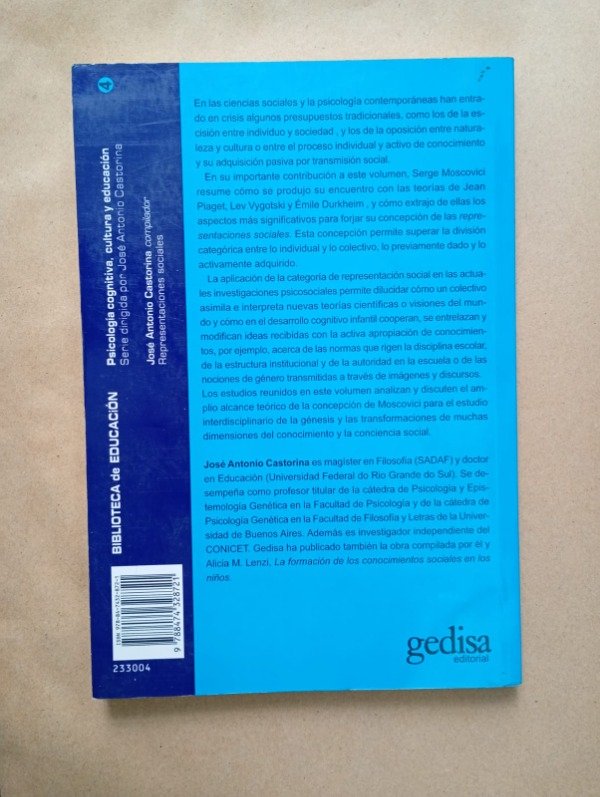 4
Psicología cognitiva, cultura y educación
Serie dirigida por José Antonio Castorina
José Antonio Castorina compilador
Representaciones sociales
BIBLIOTECA de EDUCACIÓN
En las ciencias sociales y la psicología contemporáneas han entra-
do en crisis algunos presupuestos tradicionales, como los de la es-
cisión entre individuo y sociedad , y los de la oposición entre natura-
leza y cultura o entre el proceso individual y activo de conocimiento
y su adquisición pasiva por transmisión social.
En su importante contribución a este volumen, Serge Moscovici
resume cómo se produjo su encuentro con las teorías de Jean
Piaget, Lev Vygotski y Émile Durkheim , y cómo extrajo de ellas los
aspectos más significativos para forjar su concepción de las repre-
sentaciones sociales. Esta concepción permite superar la división
categórica entre lo individual y lo colectivo, lo previamente dado y lo
activamente adquirido.
La aplicación de la categoría de representación social en las actua-
les investigaciones psicosociales permite dilucidar cómo un colectivo
asimila e interpreta nuevas teorías científicas o visiones del mun-
do y cómo en el desarrollo cognitivo infantil cooperan, se entrelazan y
modifican ideas recibidas con la activa apropiación de conocimien-
tos, por ejemplo, acerca de las normas que rigen la disciplina escolar,
de la estructura institucional y de la autoridad en la escuela o de las
nociones de género transmitidas a través de imágenes y discursos.
Los estudios reunidos en este volumen analizan y discuten el am-
plio alcance teórico de la concepción de Moscovici para el estudio
interdisciplinario de la génesis y las transformaciones de muchas
dimensiones del conocimiento y la conciencia social.
José Antonio Castorina es magíster en Filosofía (SADAF) y doctor
en Educación (Universidad Federal do Rio Grande do Sul). Se de-
sempeña como profesor titular de la cátedra de Psicología y Epis-
temología Genética en la Facultad de Psicología y de la cátedra de
Psicología Genética en la Facultad de Filosofía y Letras de la Univer-
sidad de Buenos Aires. Además es investigador independiente del
CONICET. Gedisa ha publicado también la obra compilada por él y
Alicia M. Lenzi, La formación de los conocimientos sociales en los
niños.
ISBN 978-84-7432-872-1
9 788474 328721
233004
gedisa
editorial